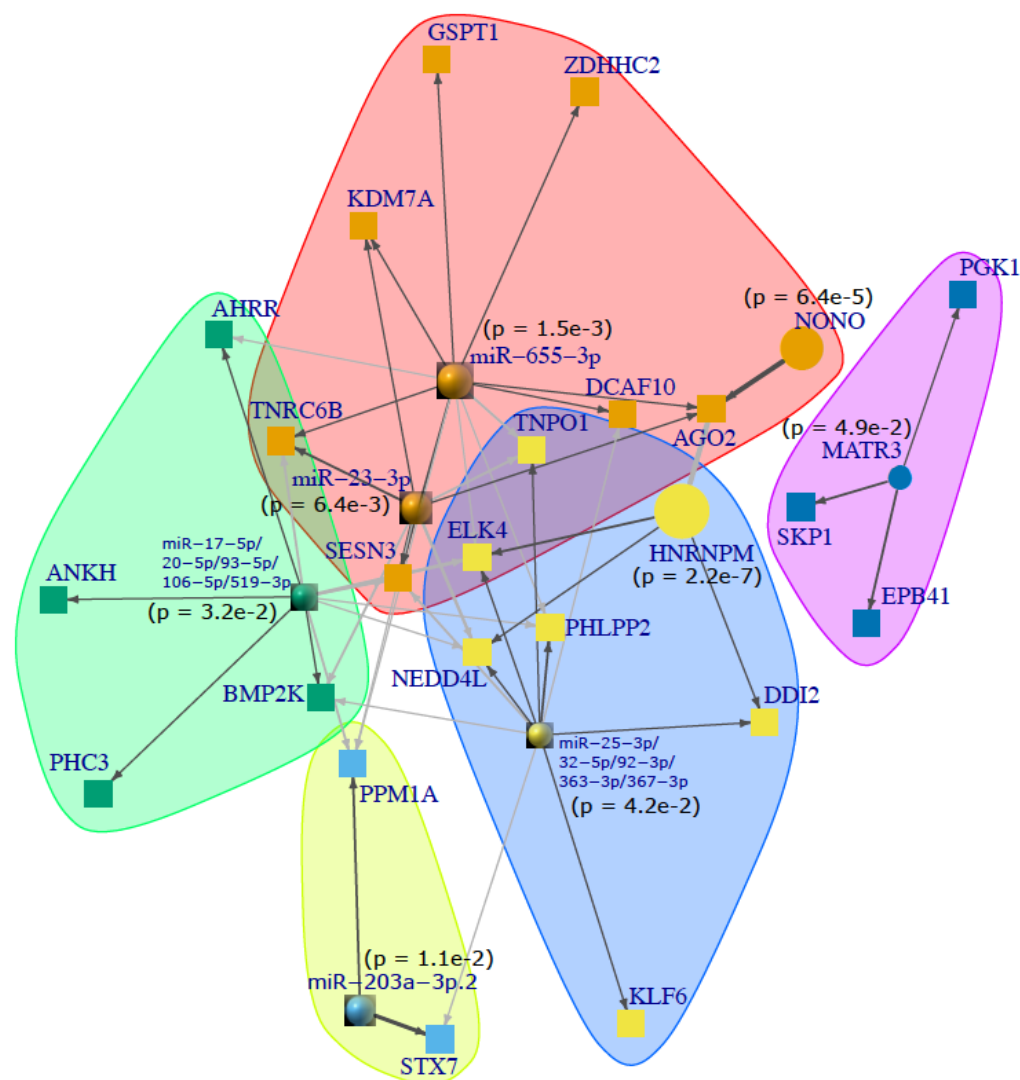 GSPT1
ZDHHC2
KDM7A
PGK1
(p = 6.4e-5)
NONO
AHRR
(p = 1.5e-3)
miR−655−3p
DCAF10
TNRC6B
TNPO1
AGO2
(p = 4.9e-2)
MATR3
miR−23−3p
(p = 6.4e-3)
ELK4
SKP1
HNRNPM
(p = 2.2e-7)
miR−17−5p/
20−5p/93−5p/
106−5p/519−3p
(p = 3.2e-2)
SESN3
ANKH
EPB41
PHLPP2
NEDD4L
BMP2K
DDI2
PHC3
miR−25−3p/
32−5p/92−3p/
363−3p/367−3p
(p = 4.2e-2)
PPM1A
(p = 1.1e-2)
miR−203a−3p.2
KLF6
STX7